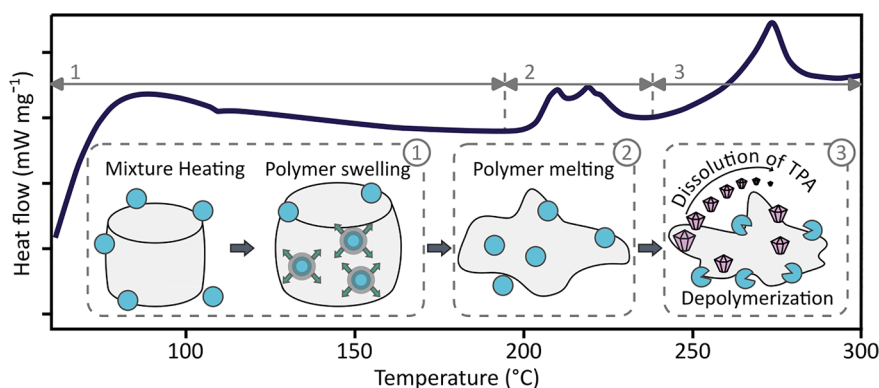 Heat flow (mW mg⁻¹)
1
2
3
Mixture Heating
Polymer swelling
1
Polymer melting
2
Dissolution of TPA
3
Depolymerization
100
150
200
250
300
Temperature (°C)